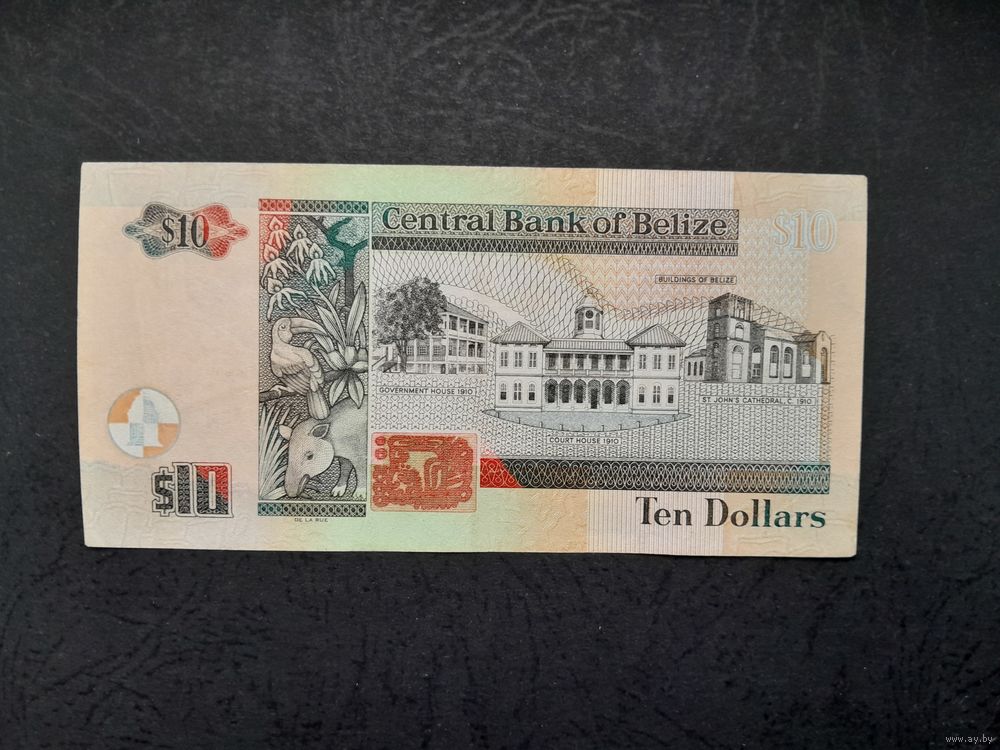 $10
Central Bank of Belize
$10
BUILDINGS OF BELIZE
GOVERNMENT HOUSE 1910
ST. JOHN'S CATHEDRAL, C. 1910
COURT HOUSE 1910
$10
DE LA RUE
Ten Dollars
www.ay.by